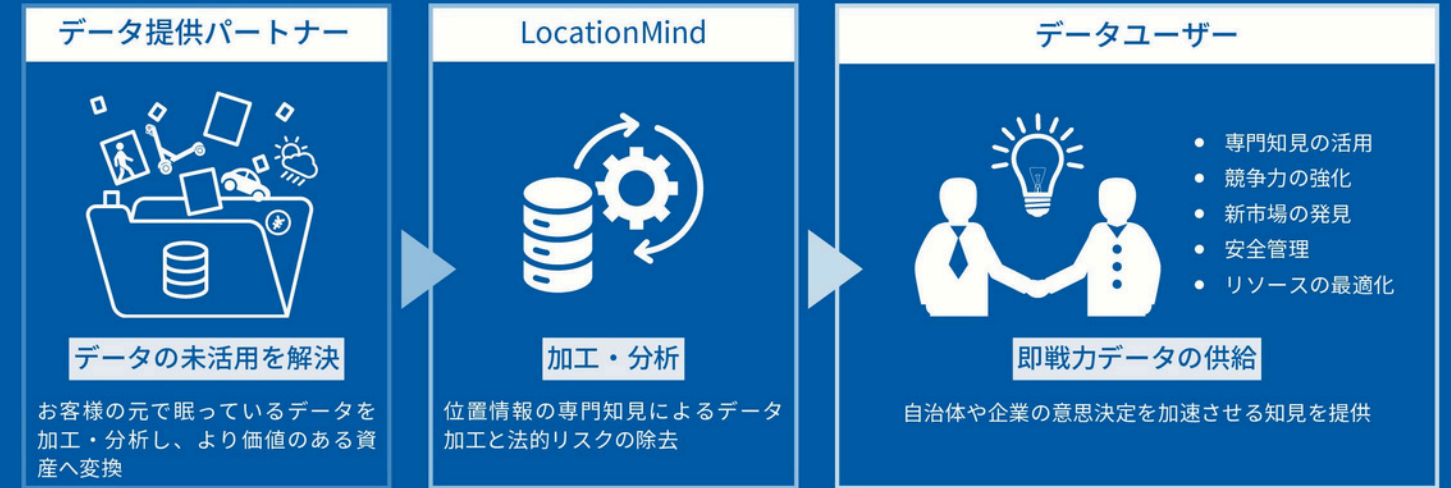 データ提供パートナー
データの未活用を解決
お客様の元で眠っているデータを
加工・分析し、より価値のある資
産へ変換
LocationMind
加工・分析
位置情報の専門知見によるデータ
加工と法的リスクの除去
データユーザー
• 専門知見の活用
• 競争力の強化
• 新市場の発見
• 安全管理
• リソースの最適化
即戦力データの供給
自治体や企業の意思決定を加速させる知見を提供